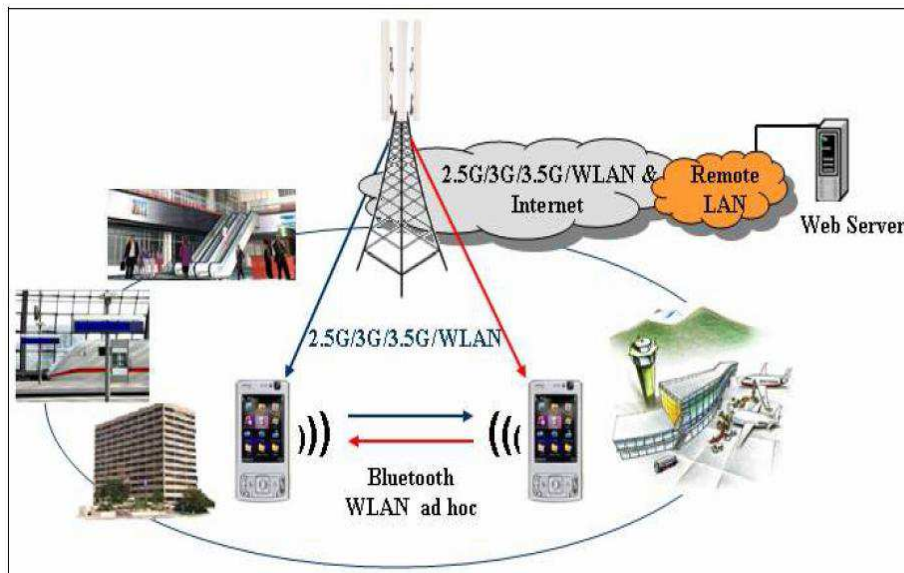 2.5G/3G/3.5G/WLAN &
Internet
Remote
LAN
Web Server
2.5G/3G/3.5G/WLAN
Bluetooth
WLAN ad hoc